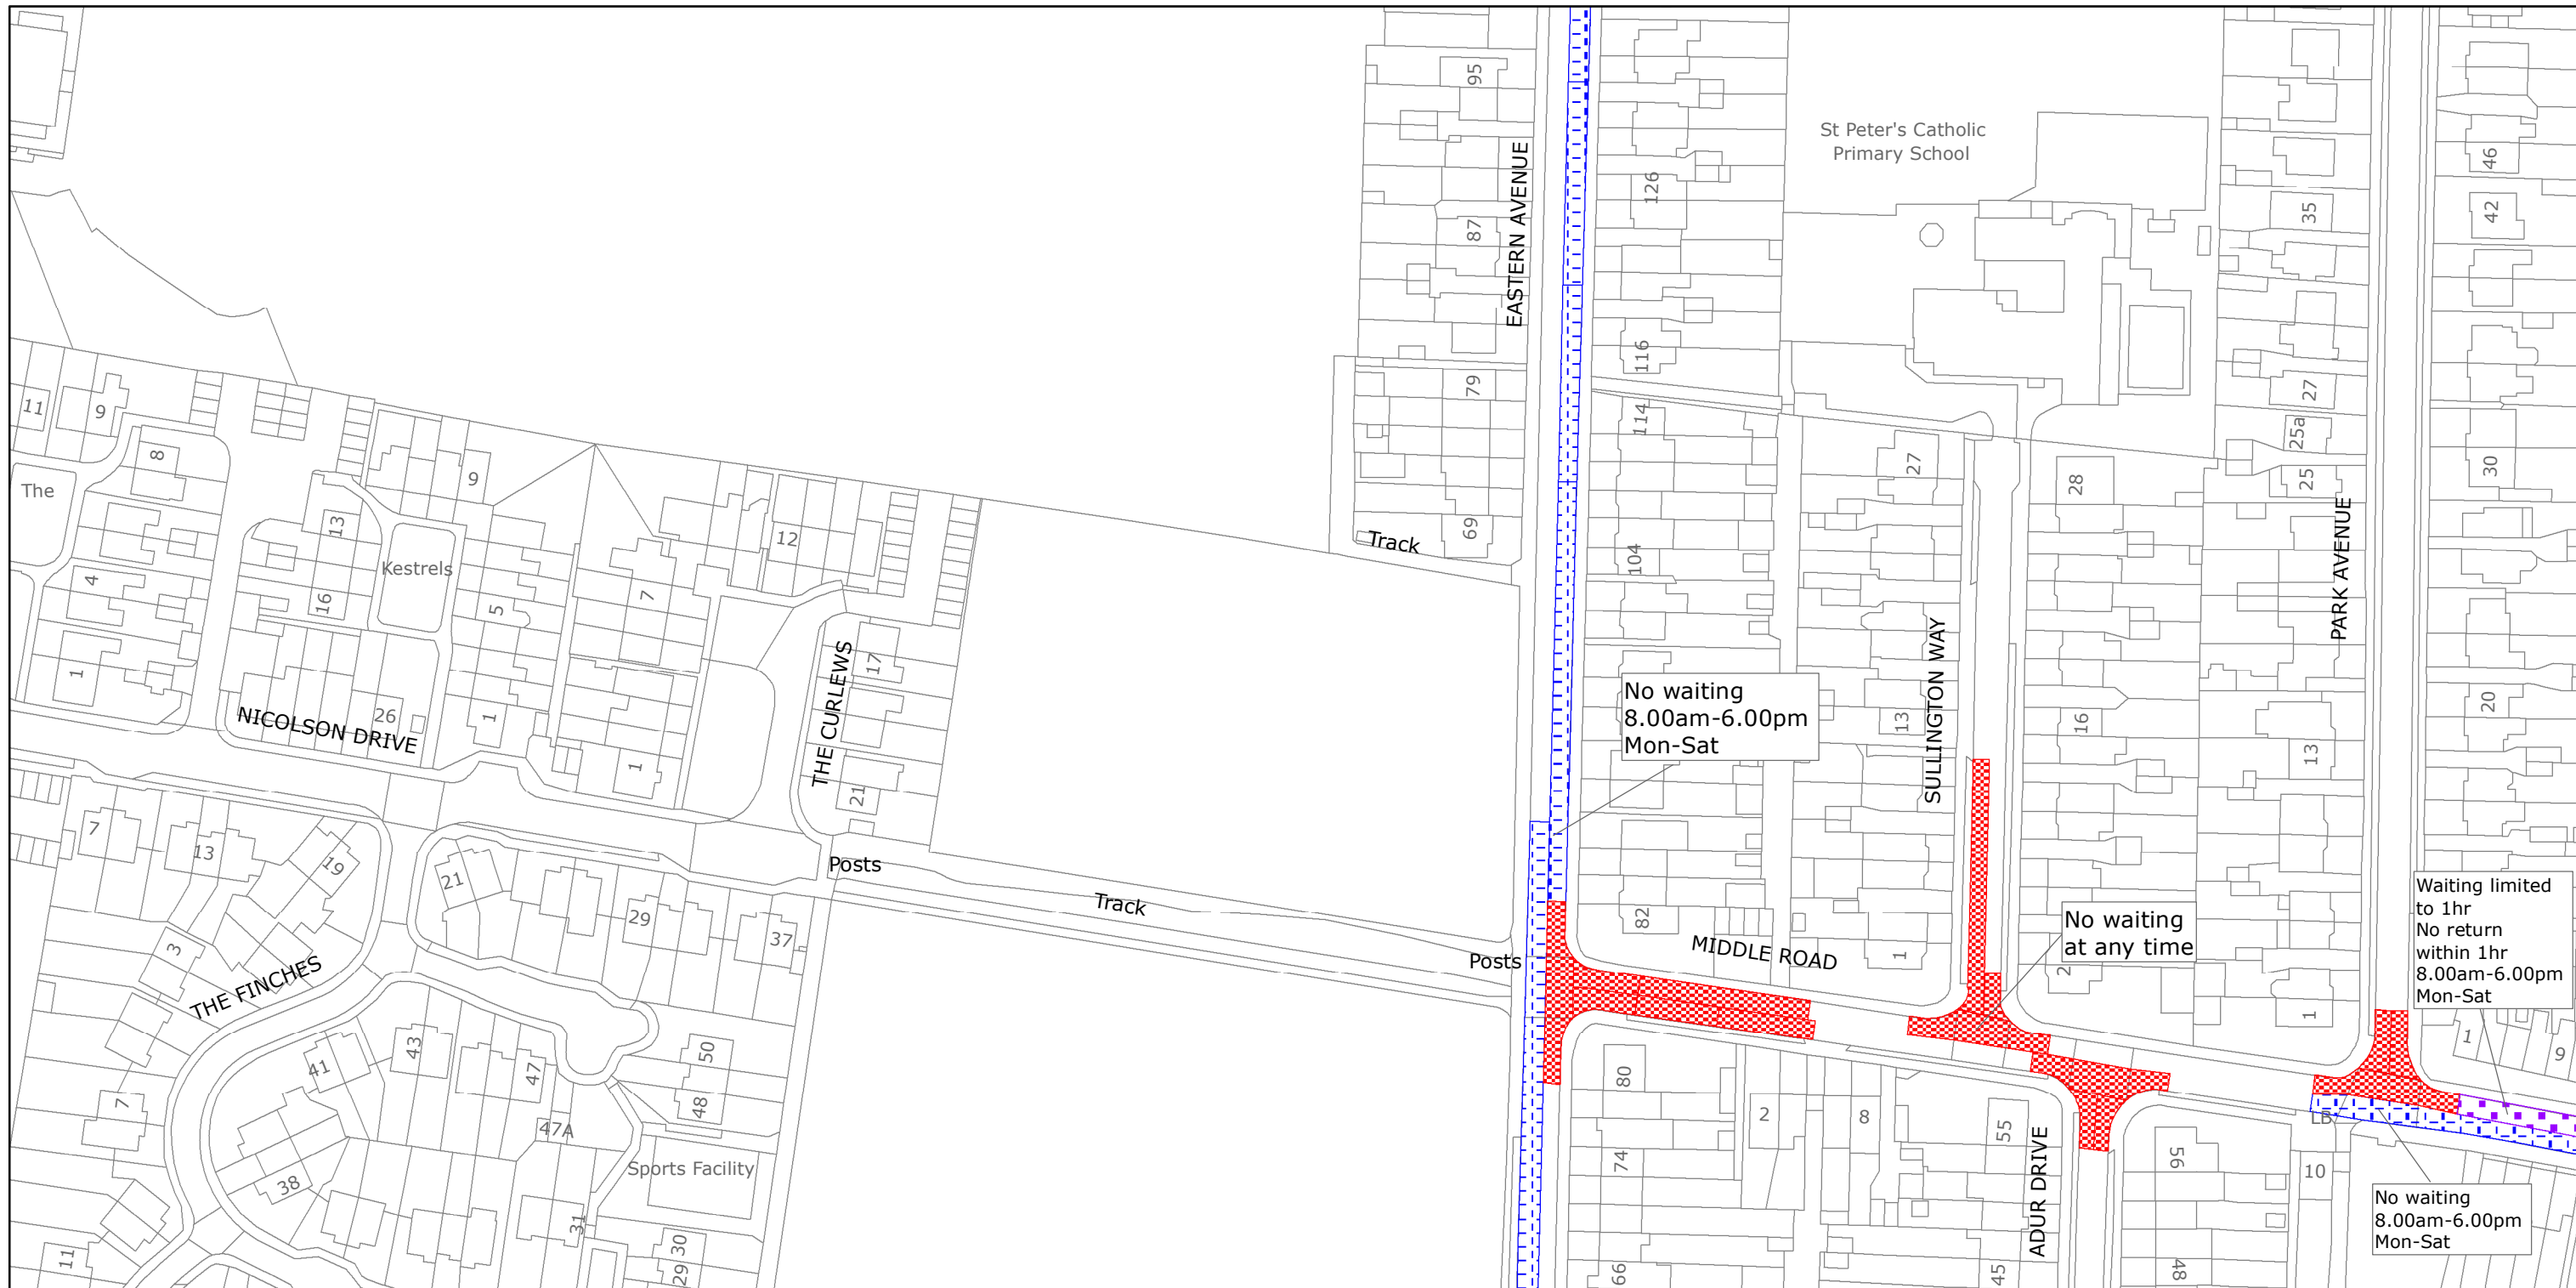 95
EASTERN AVENUE
87
79
69
Track
126
116
114
104
St Peter's Catholic
Primary School
35
27
25a
25
46
42
30
20
PARK AVENUE
27
28
SULLINGTON WAY
13
16
13
11
9
8
The
4
1
13
16
Kestrels
9
5
7
12
17
THE CURLEWS
21
26
NICOLSON DRIVE
1
1
No waiting
8.00am-6.00pm
Mon-Sat
82
MIDDLE ROAD
1
No waiting
at any time
2
1
Waiting limited
to 1hr
No return
within 1hr
8.00am-6.00pm
Mon-Sat
1
9
7
13
19
3
THE FINCHES
21
29
37
Posts
Track
Posts
41
43
47
47A
50
48
7
38
11
31
Sports Facility
30
29
80
74
66
2
8
55
45
ADUR DRIVE
56
48
10
LB
No waiting
8.00am-6.00pm
Mon-Sat